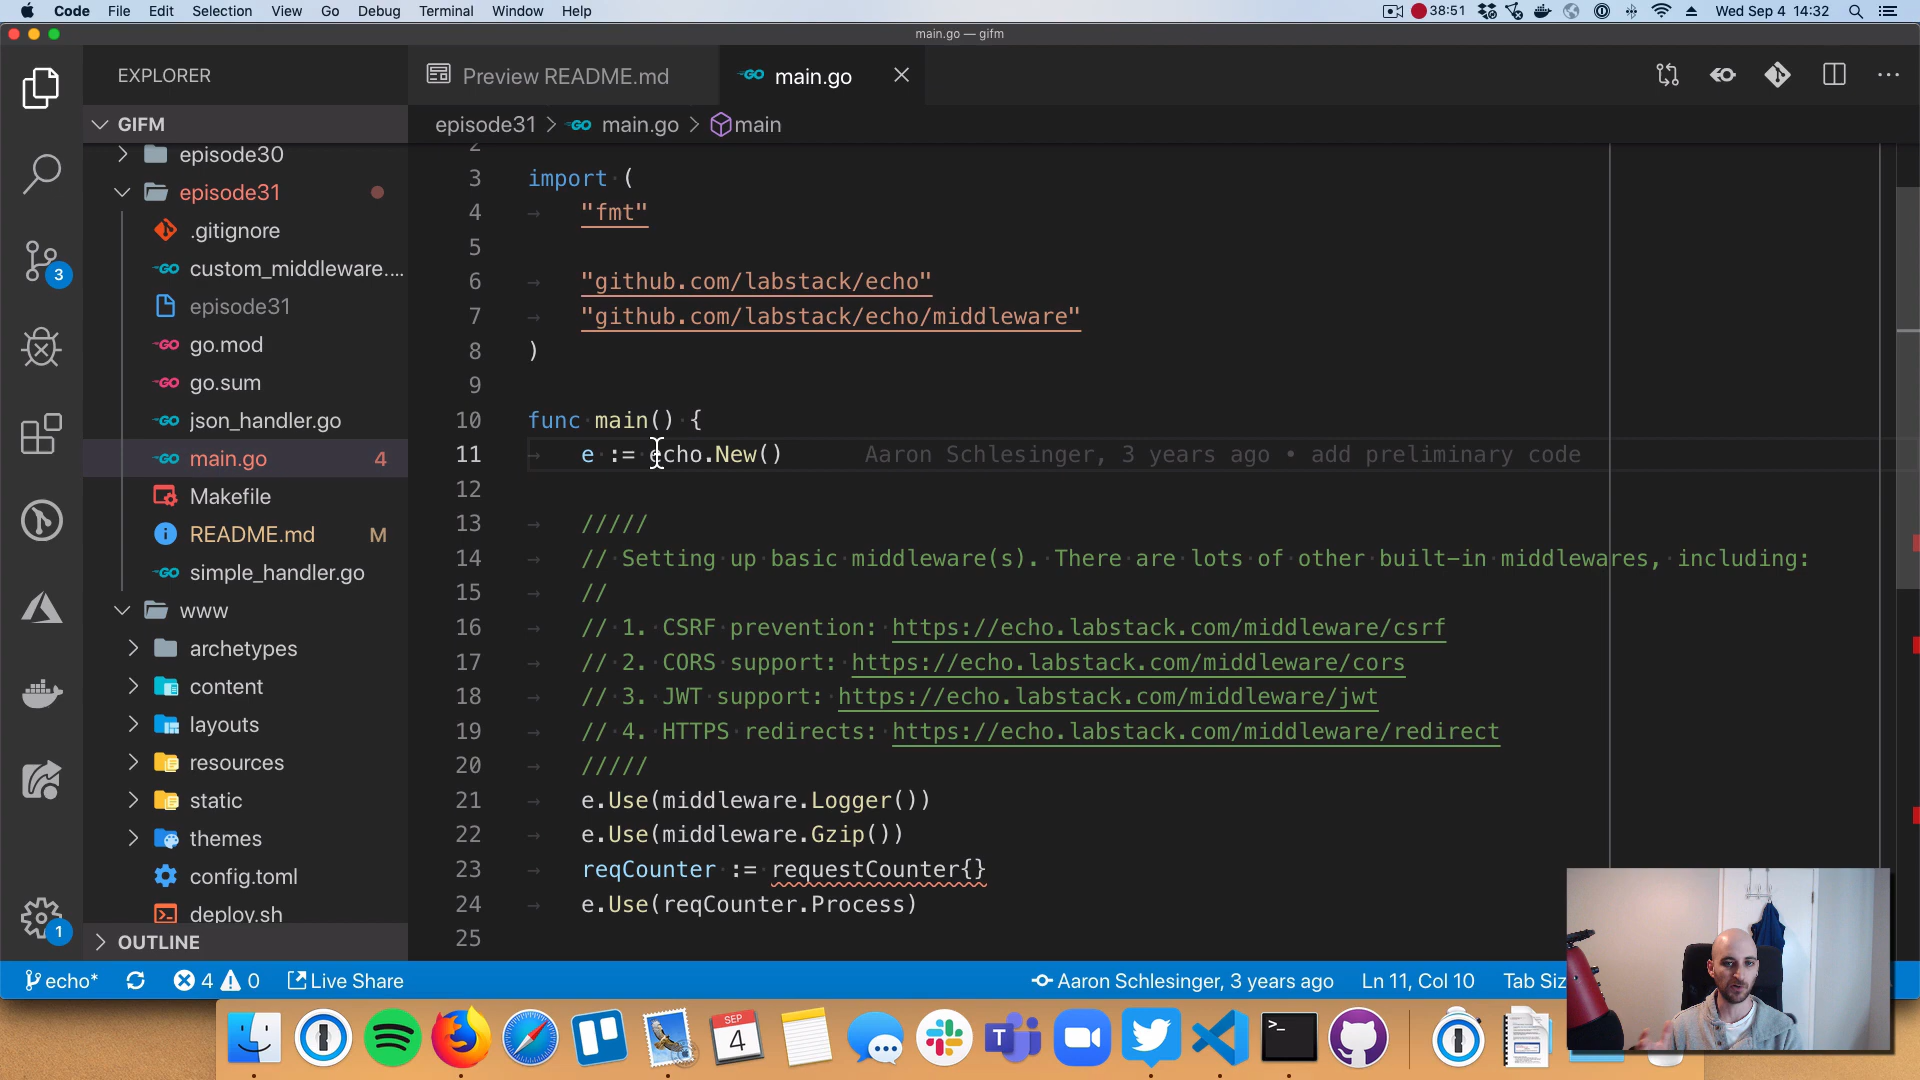 Code File Edit Selection View Go Debug Terminal Window Help 38:51 Wed Sep 4 14:32
main.go — gifm
EXPLORER
Preview README.md
main.go
GIFM
episode31 > main.go > main
episode30
episode31
.gitignore
custom_middleware....
episode31
go.mod
go.sum
json_handler.go
main.go 4
Makefile
README.md M
simple_handler.go
www
archetypes
content
layouts
resources
static
themes
config.toml
deploy.sh
OUTLINE
3
1
2
3 import (
4 "fmt"
5
6 "github.com/labstack/echo"
7 "github.com/labstack/echo/middleware"
8 )
9
10 func main() {
11 e := echo.New() Aaron Schlesinger, 3 years ago • add preliminary code
12
13 /////
14 // Setting up basic middleware(s). There are lots of other built-in middlewares, including:
15 //
16 // 1. CSRF prevention: https://echo.labstack.com/middleware/csrf
17 // 2. CORS support: https://echo.labstack.com/middleware/cors
18 // 3. JWT support: https://echo.labstack.com/middleware/jwt
19 // 4. HTTPS redirects: https://echo.labstack.com/middleware/redirect
20 /////
21 e.Use(middleware.Logger())
22 e.Use(middleware.Gzip())
23 reqCounter := requestCounter{}
24 e.Use(reqCounter.Process)
25
echo* 4 0 Live Share Aaron Schlesinger, 3 years ago Ln 11, Col 10 Tab Siz
SEP
4
>_